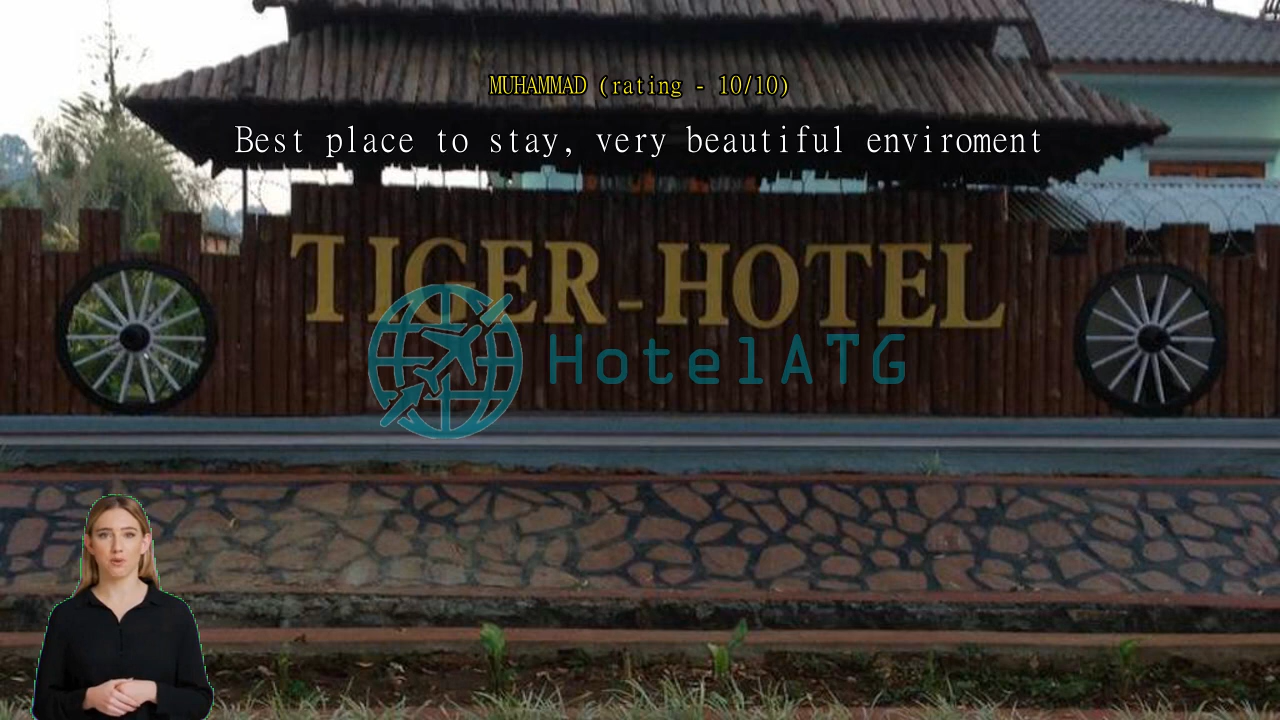 MUHAMMAD (rating - 10/10)
Best place to stay, very beautiful enviroment
TIGER-HOTEL
HotelATG